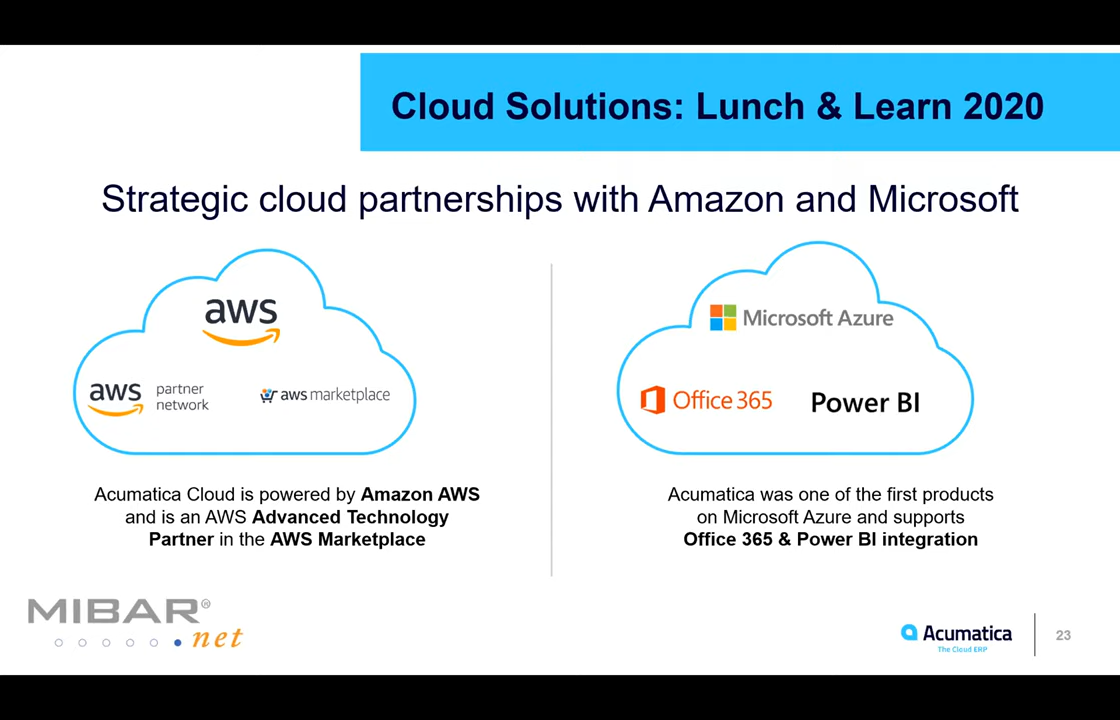 Cloud Solutions: Lunch & Learn 2020
Strategic cloud partnerships with Amazon and Microsoft
aws
aws partner network
aws marketplace
Microsoft Azure
Office 365
Power BI
Acumatica Cloud is powered by Amazon AWS
and is an AWS Advanced Technology
Partner in the AWS Marketplace
Acumatica was one of the first products
on Microsoft Azure and supports
Office 365 & Power BI integration
MIBAR®
net
Acumatica
The Cloud ERP
23